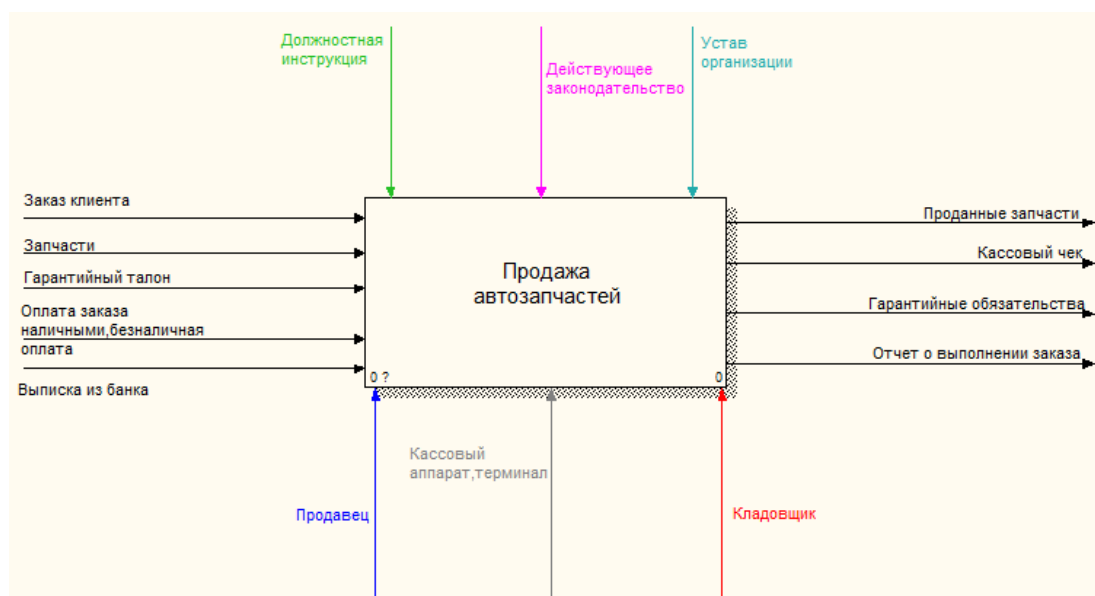 Должностная
инструкция
Действующее
законодательство
Устав
организации
Заказ клиента
Запчасти
Гарантийный талон
Оплата заказа
наличными,безналичная
оплата
Выписка из банка
Продажа
автозапчастей
0 ?
0
Проданные запчасти
Кассовый чек
Гарантийные обязательства
Отчет о выполнении заказа
Продавец
Кассовый
аппарат,терминал
Кладовщик